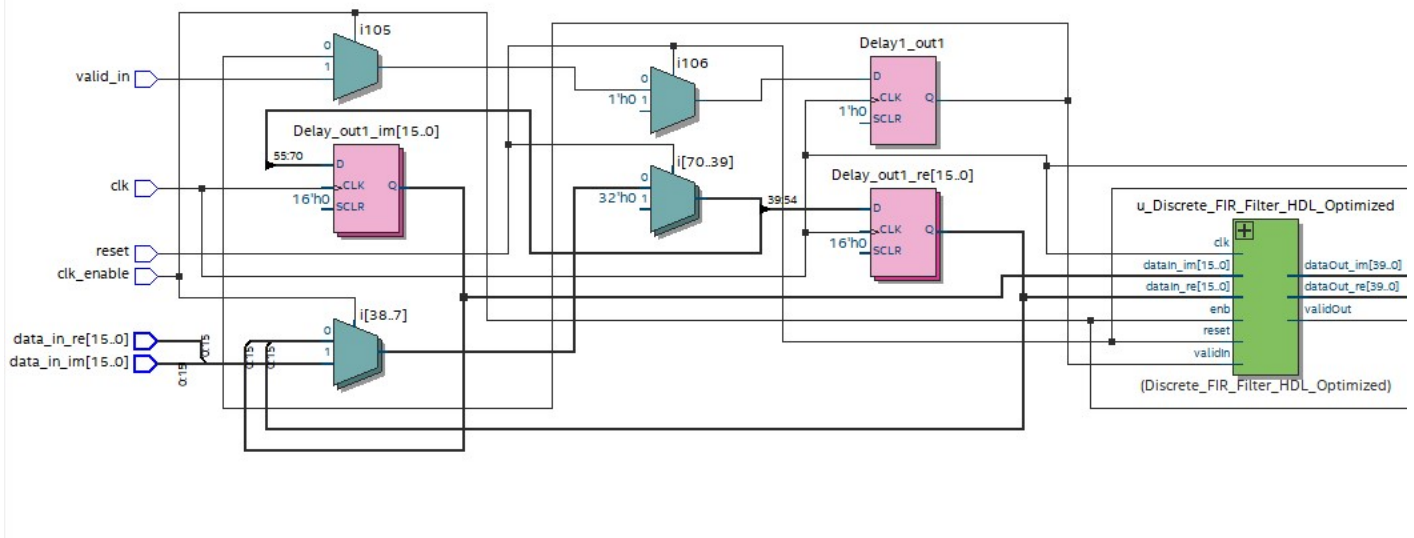 i105
0
1
valid_in
i106
0
1'h0
1
Delay1_out1
D
CLK
Q
1'h0
SCLR
Delay_out1_im[15..0]
55:70
D
CLK
Q
16'h0
SCLR
clk
i[70..39]
0
32'h0
1
39:54
Delay_out1_re[15..0]
D
CLK
Q
16'h0
SCLR
reset
clk_enable
i[38..7]
0
1
data_in_re[15..0]
data_in_im[15..0]
0:15
0:15
0:15
0:15
u_Discrete_FIR_Filter_HDL_Optimized
clk
dataIn_im[15..0]
dataIn_re[15..0]
enb
reset
validIn
dataOut_im[39..0]
dataOut_re[39..0]
validOut
(Discrete_FIR_Filter_HDL_Optimized)